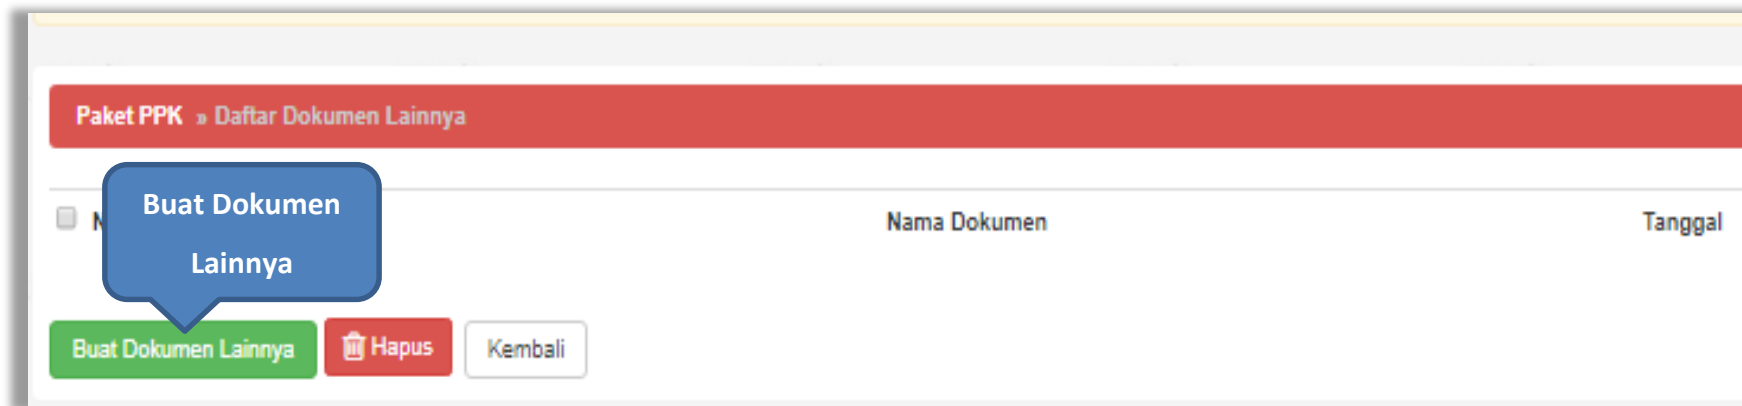 Paket PPK » Daftar Dokumen Lainnya
Buat Dokumen
Lainnya
Nama Dokumen
Tanggal
Buat Dokumen Lainnya
Hapus
Kembali